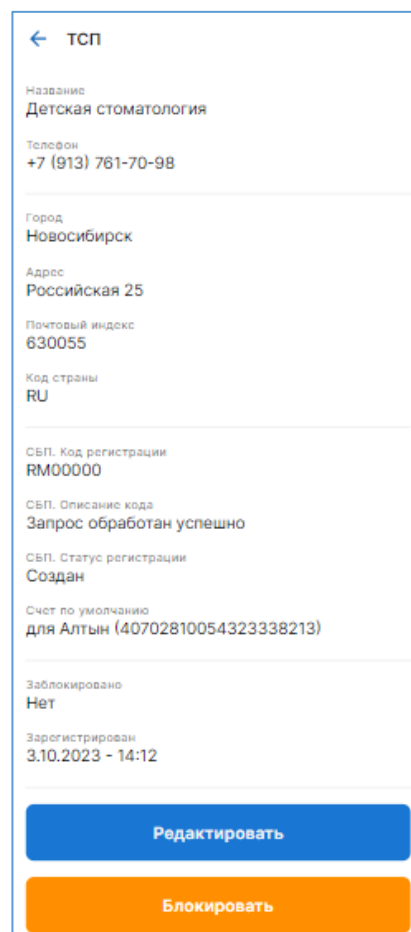 ← ТСП
Название
Детская стоматология
Телефон
+7 (913) 761-70-98
Город
Новосибирск
Адрес
Российская 25
Почтовый индекс
630055
Код страны
RU
СБП. Код регистрации
RM00000
СБП. Описание кода
Запрос обработан успешно
СБП. Статус регистрации
Создан
Счет по умолчанию
для Алтын (40702810054323338213)
Заблокировано
Нет
Зарегистрирован
3.10.2023 - 14:12
Редактировать
Блокировать